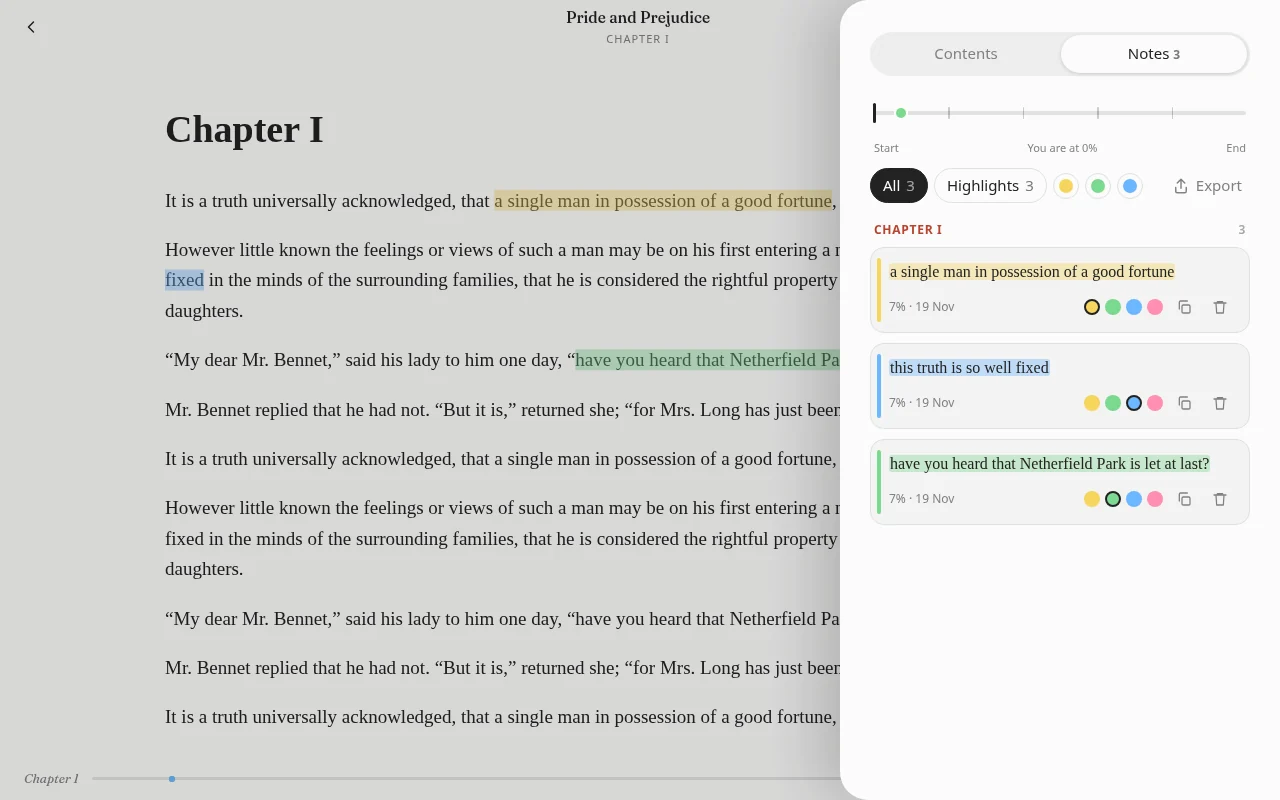 Pride and Prejudice
CHAPTER I
Chapter I
It is a truth universally acknowledged, that a single man in possession of a good fortune,
However little known the feelings or views of such a man may be on his first entering a
fixed in the minds of the surrounding families, that he is considered the rightful property
daughters.
“My dear Mr. Bennet,” said his lady to him one day, “have you heard that Netherfield Pa
Mr. Bennet replied that he had not. “But it is,” returned she; “for Mrs. Long has just been
It is a truth universally acknowledged, that a single man in possession of a good fortune,
However little known the feelings or views of such a man may be on his first entering a
fixed in the minds of the surrounding families, that he is considered the rightful property
daughters.
“My dear Mr. Bennet,” said his lady to him one day, “have you heard that Netherfield Pa
Mr. Bennet replied that he had not. “But it is,” returned she; “for Mrs. Long has just been
It is a truth universally acknowledged, that a single man in possession of a good fortune,
Chapter I
Contents
Notes 3
Start You are at 0% End
All 3 Highlights 3 Export
CHAPTER I 3
a single man in possession of a good fortune
7% · 19 Nov
this truth is so well fixed
7% · 19 Nov
have you heard that Netherfield Park is let at last?
7% · 19 Nov